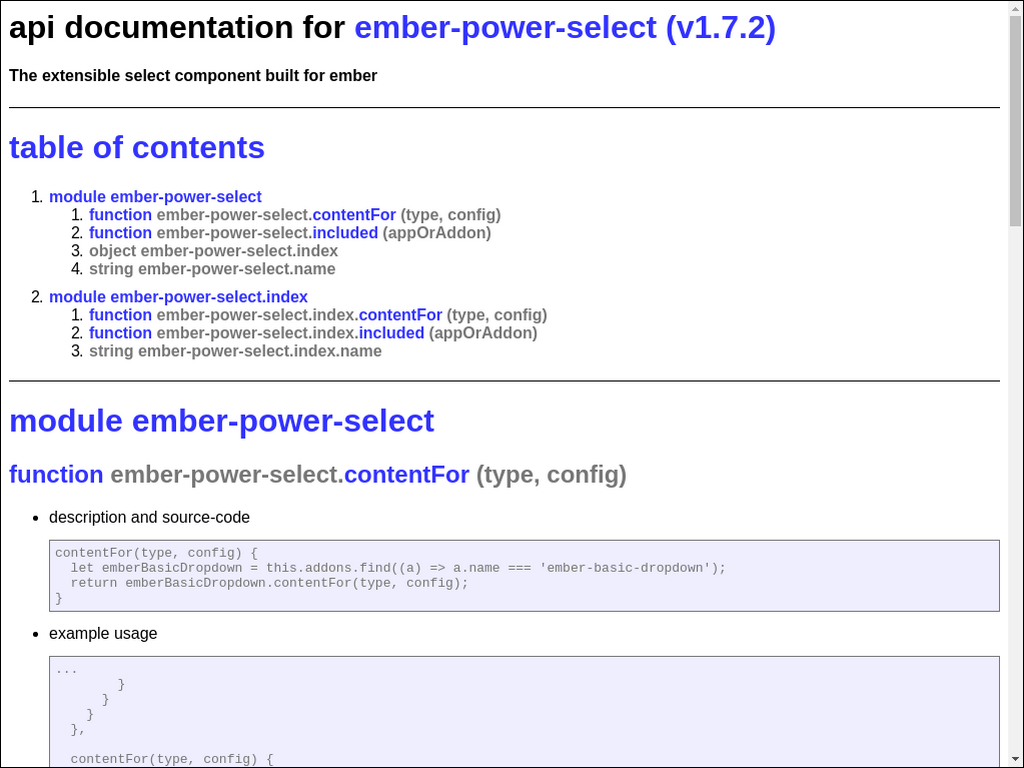 api documentation for ember-power-select (v1.7.2)
The extensible select component built for ember
table of contents
1. module ember-power-select
1. function ember-power-select.contentFor (type, config)
2. function ember-power-select.included (appOrAddon)
3. object ember-power-select.index
4. string ember-power-select.name
2. module ember-power-select.index
1. function ember-power-select.index.contentFor (type, config)
2. function ember-power-select.index.included (appOrAddon)
3. string ember-power-select.index.name
module ember-power-select
function ember-power-select.contentFor (type, config)
• description and source-code
contentFor(type, config) {
  let emberBasicDropdown = this.addons.find((a) => a.name === 'ember-basic-dropdown');
  return emberBasicDropdown.contentFor(type, config);
}
• example usage
...
        }
      }
    }
  },
  contentFor(type, config) {